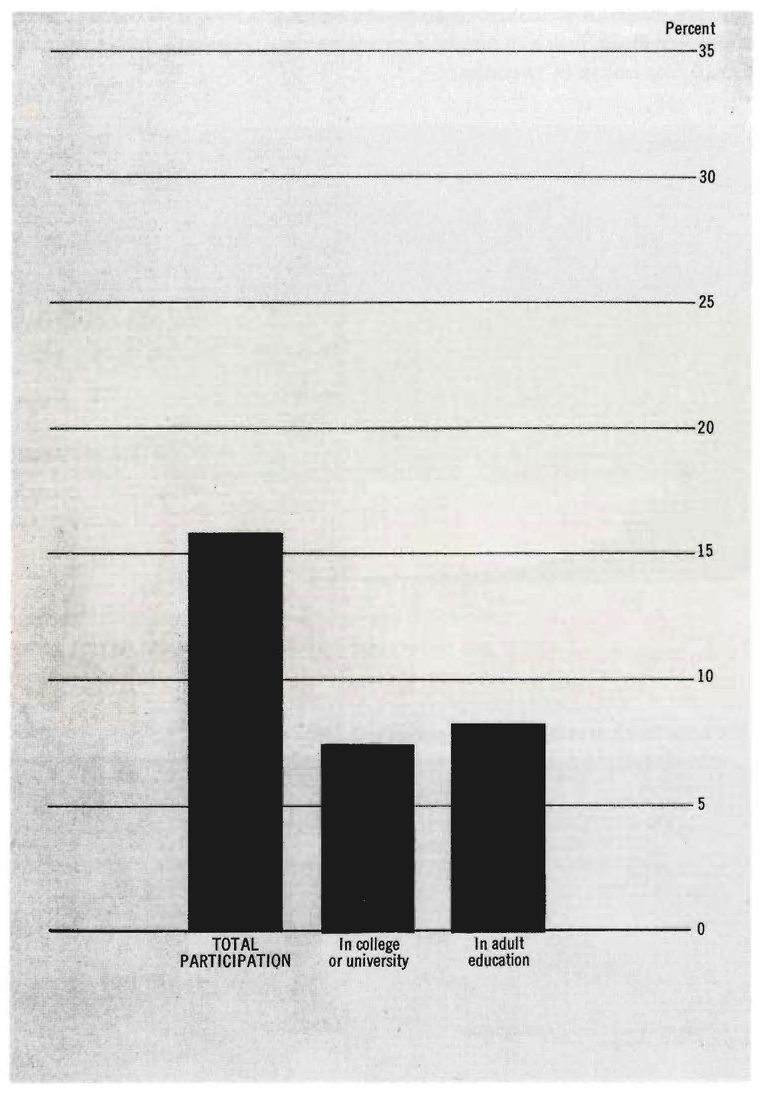 Percent
35
30
25
20
15
10
5
0
TOTAL
PARTICIPATION
In college
or university
In adult
education